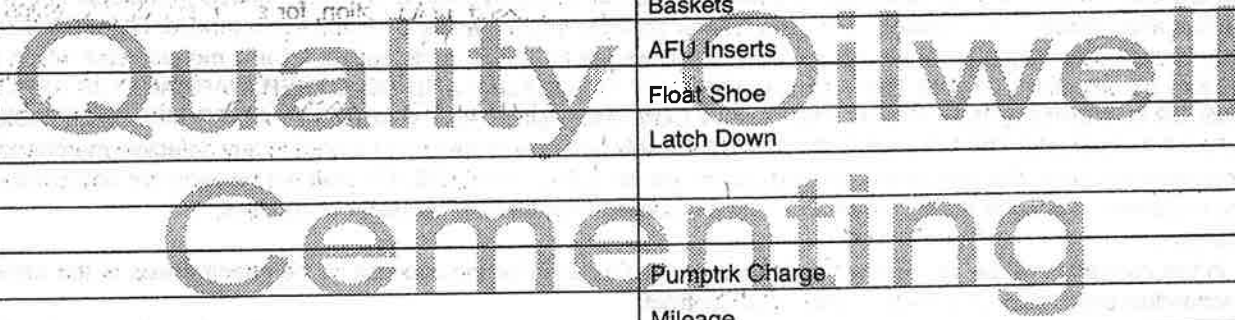 Baskets
Quality Oilwell
AFU Inserts
Float Shoe
Latch Down
Cementing
Pumptrk Charge
Mileage